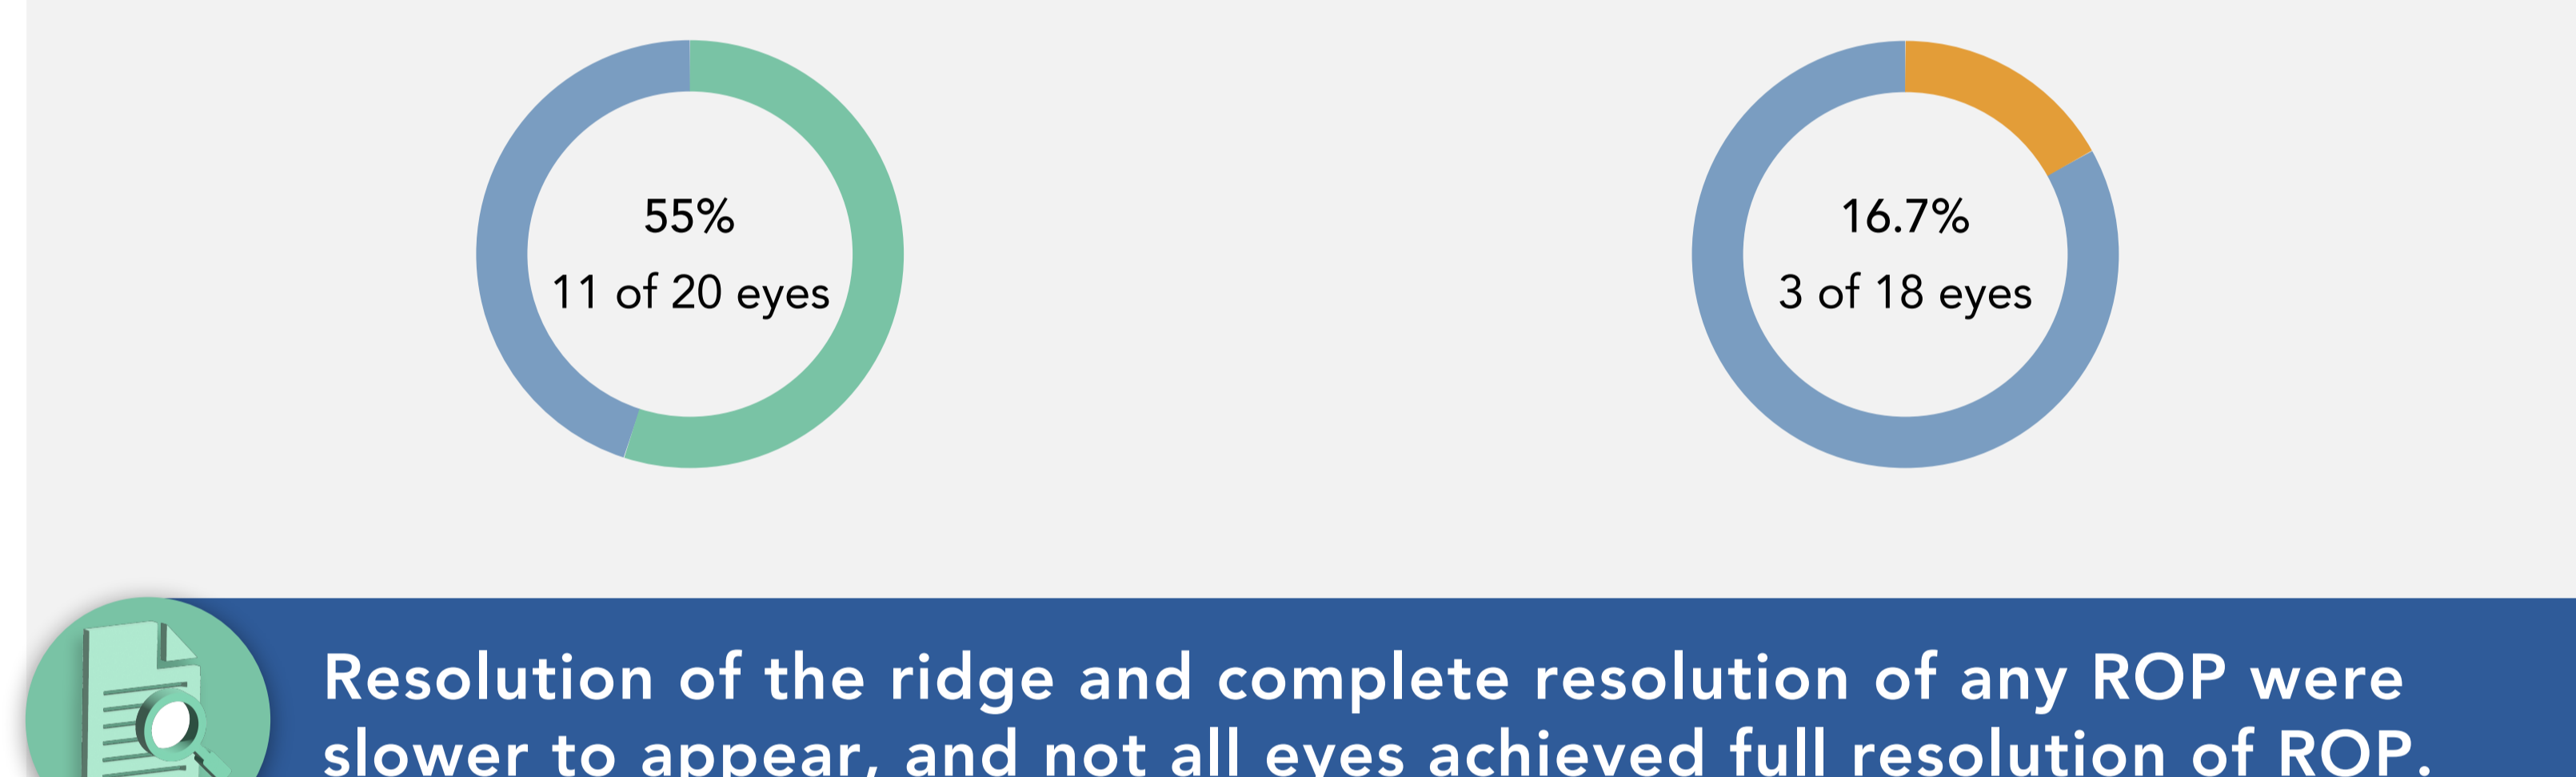 55%
11 of 20 eyes
16.7%
3 of 18 eyes
Resolution of the ridge and complete resolution of any ROP were
slower to appear, and not all eyes achieved full resolution of ROP.